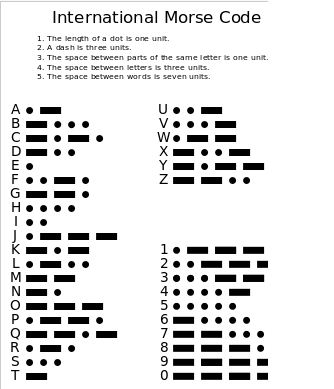 International Morse Code
1. The length of a dot is one unit.
2. A dash is three units.
3. The space between parts of the same letter is one unit.
4. The space between letters is three units.
5. The space between words is seven units.
A U
B V
C W
D X
E Y
F Z
G
H
I
J
K 1
L 2
M 3
N 4
O 5
P 6
Q 7
R 8
S 9
T 0